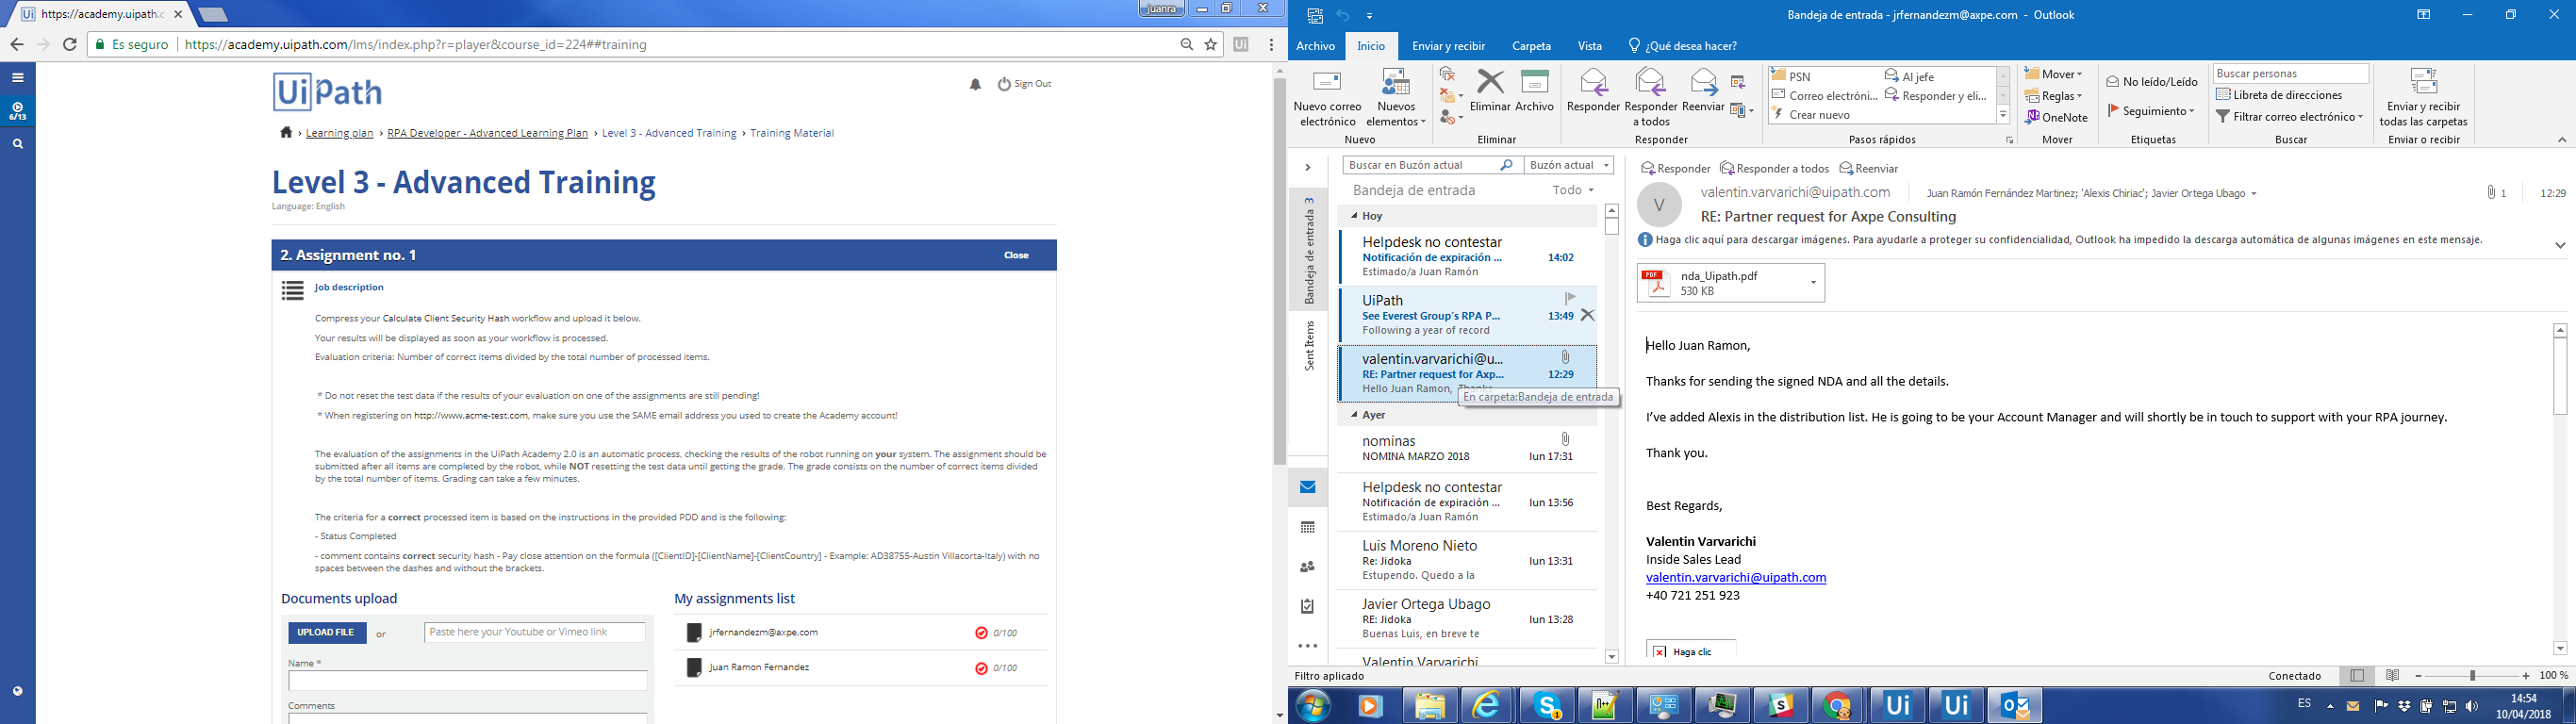 https://academy.uipath.c
juanra
Es seguro
https://academy.uipath.com/lms/index.php?r=player&course_id=224##training
6/13
UiPath
Sign Out
Learning plan › RPA Developer - Advanced Learning Plan › Level 3 - Advanced Training › Training Material
Level 3 - Advanced Training
Language: English
2. Assignment no. 1
Close
Job description
Compress your Calculate Client Security Hash workflow and upload it below.
Your results will be displayed as soon as your workflow is processed.
Evaluation criteria: Number of correct items divided by the total number of processed items.
* Do not reset the test data if the results of your evaluation on one of the assignments are still pending!
* When registering on http://www.acme-test.com, make sure you use the SAME email address you used to create the Academy account!
The evaluation of the assignments in the UiPath Academy 2.0 is an automatic process, checking the results of the robot running on your system. The assignment should be
submitted after all items are completed by the robot, while NOT resetting the test data until getting the grade. The grade consists on the number of correct items divided
by the total number of items. Grading can take a few minutes.
The criteria for a correct processed item is based on the instructions in the provided PDD and is the following:
- Status Completed
- comment contains correct security hash - Pay close attention on the formula ([ClientID]-[ClientName]-[ClientCountry] - Example: AD38755-Austin Villacorta-Italy) with no
spaces between the dashes and without the brackets.
Documents upload
UPLOAD FILE
or
Paste here your Youtube or Vimeo link
Name *
Comments
My assignments list
jrfernandezm@axpe.com
0/100
Juan Ramon Fernandez
0/100
Bandeja de entrada - jrfernandezm@axpe.com - Outlook
Archivo
Inicio
Enviar y recibir
Carpeta
Vista
¿Qué desea hacer?
Nuevo correo
electrónico
Nuevos
elementos
Nuevo
Eliminar
Archivo
Eliminar
Responder
Responder
a todos
Reenviar
Responder
PSN
Correo electróni...
Crear nuevo
Al jefe
Responder y eli...
Pasos rápidos
Mover
Reglas
OneNote
Mover
No leído/Leído
Seguimiento
Etiquetas
Buscar personas
Libreta de direcciones
Filtrar correo electrónico
Buscar
Enviar y recibir
todas las carpetas
Enviar o recibir
Bandeja de entrada 3
Sent Items
Buscar en Buzón actual
Buzón actual
Bandeja de entrada
Todo
Hoy
Helpdesk no contestar
Notificación de expiración ...
14:02
Estimado/a Juan Ramón
UiPath
See Everest Group's RPA P...
13:49
Following a year of record
valentin.varvarichi@u...
RE: Partner request for Axp...
12:29
Hello Juan Ramon, Thanks
En carpeta:Bandeja de entrada
Ayer
nominas
NOMINA MARZO 2018
lun 17:31
Helpdesk no contestar
Notificación de expiración ...
lun 13:56
Estimado/a Juan Ramón
Luis Moreno Nieto
Re: Jidoka
lun 13:31
Estupendo. Quedo a la
Javier Ortega Ubago
RE: Jidoka
lun 13:28
Buenas Luis, en breve te
Valentin Varvarichi
Responder
Responder a todos
Reenviar
V
valentin.varvarichi@uipath.com
Juan Ramón Fernández Martinez; 'Alexis Chiriac'; Javier Ortega Ubago
1
12:29
RE: Partner request for Axpe Consulting
Haga clic aquí para descargar imágenes. Para ayudarle a proteger su confidencialidad, Outlook ha impedido la descarga automática de algunas imágenes en este mensaje.
PDF
nda_Uipath.pdf
530 KB
Hello Juan Ramon,
Thanks for sending the signed NDA and all the details.
I've added Alexis in the distribution list. He is going to be your Account Manager and will shortly be in touch to support with your RPA journey.
Thank you.
Best Regards,
Valentin Varvarichi
Inside Sales Lead
valentin.varvarichi@uipath.com
+40 721 251 923
Haga clic
Filtro aplicado
Conectado
100 %
ES
14:54
10/04/2018